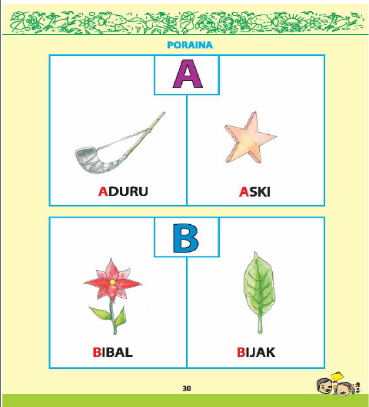 PORAINA
A
ADURU
ASKI
B
BIBAL
BIJAK
30